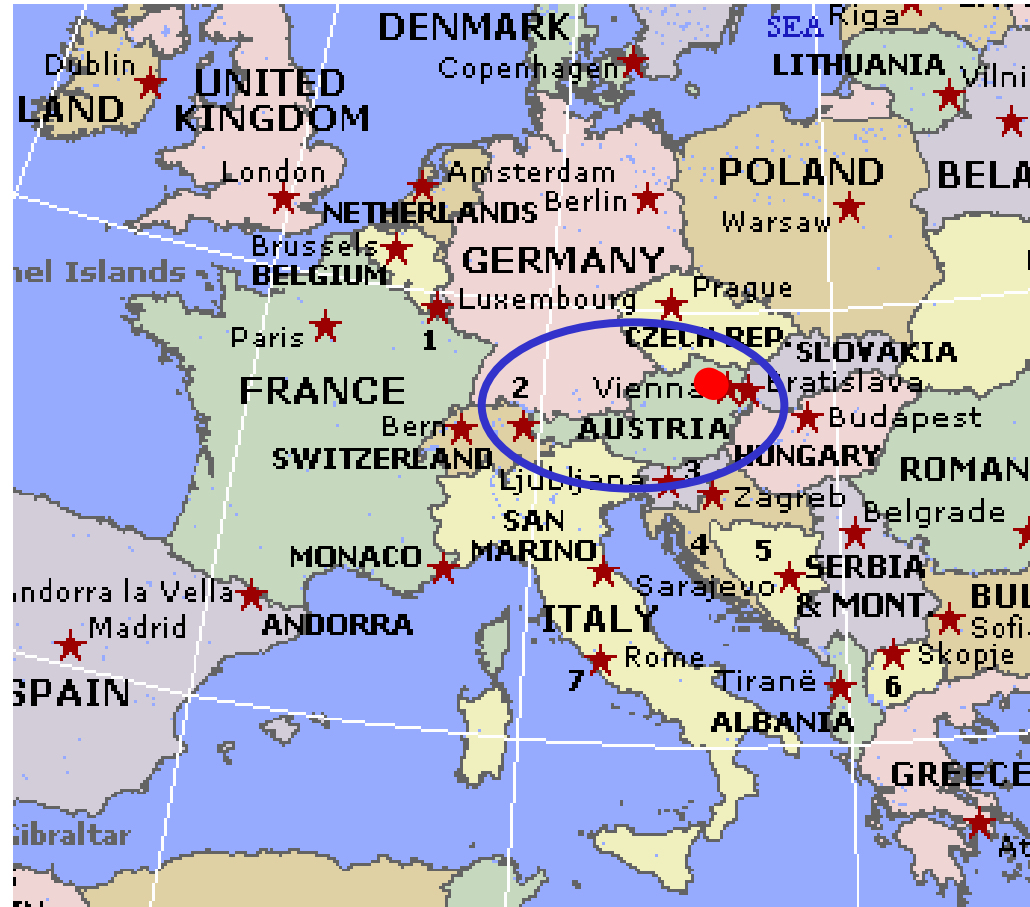 DENMARK
SEA
Riga
Dublin
Copenhagen
LITHUANIA
Vilni
UNITED
KINGDOM
LAND
POLAND
BELA
London
Amsterdam
NETHERLANDS
Berlin
Warsaw
Brussels
BELGIUM
GERMANY
nel Islands
Luxembourg
Prague
Paris
1
CZECH REP.
SLOVAKIA
FRANCE
2
Vienna
Bratislava
Bern
AUSTRIA
Budapest
SWITZERLAND
HUNGARY
Ljubljana
3
ROMAN
Zagreb
SAN
MARINO
Belgrade
MONACO
4
5
SERBIA
& MONT.
Sarajevo
ndorra la Vella
ANDORRA
BUL
Madrid
ITALY
Sofi
Rome
Skopje
SPAIN
7
Tiranë
6
ALBANIA
GREECE
Gibraltar
At